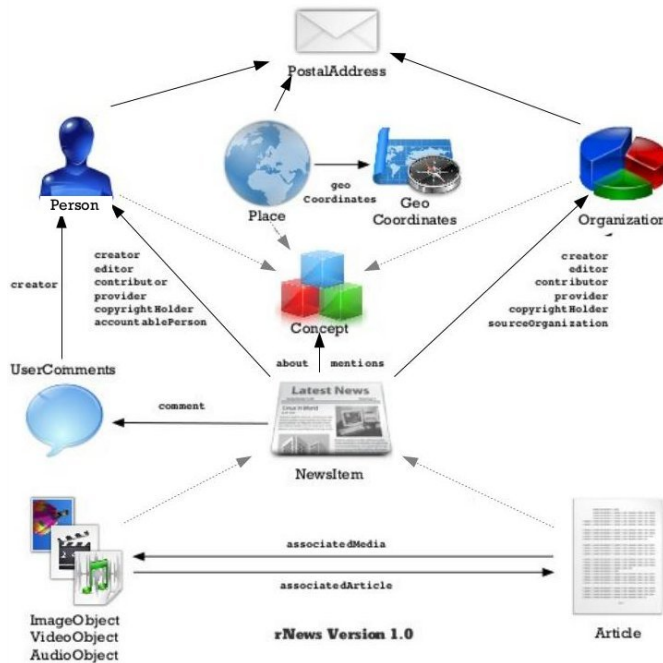 PostalAddress
Person
geo
Coordinates
Place
Geo
Coordinates
Organization
creator
creator
editor
contributor
provider
copyrightHolder
accountablePerson
creator
editor
contributor
provider
copyrightHolder
sourceOrganization
Concept
about mentions
UserComments
comment
Latest News
NewsItem
associatedMedia
associatedArticle
ImageObject
VideoObject
AudioObject
rNews Version 1.0
Article